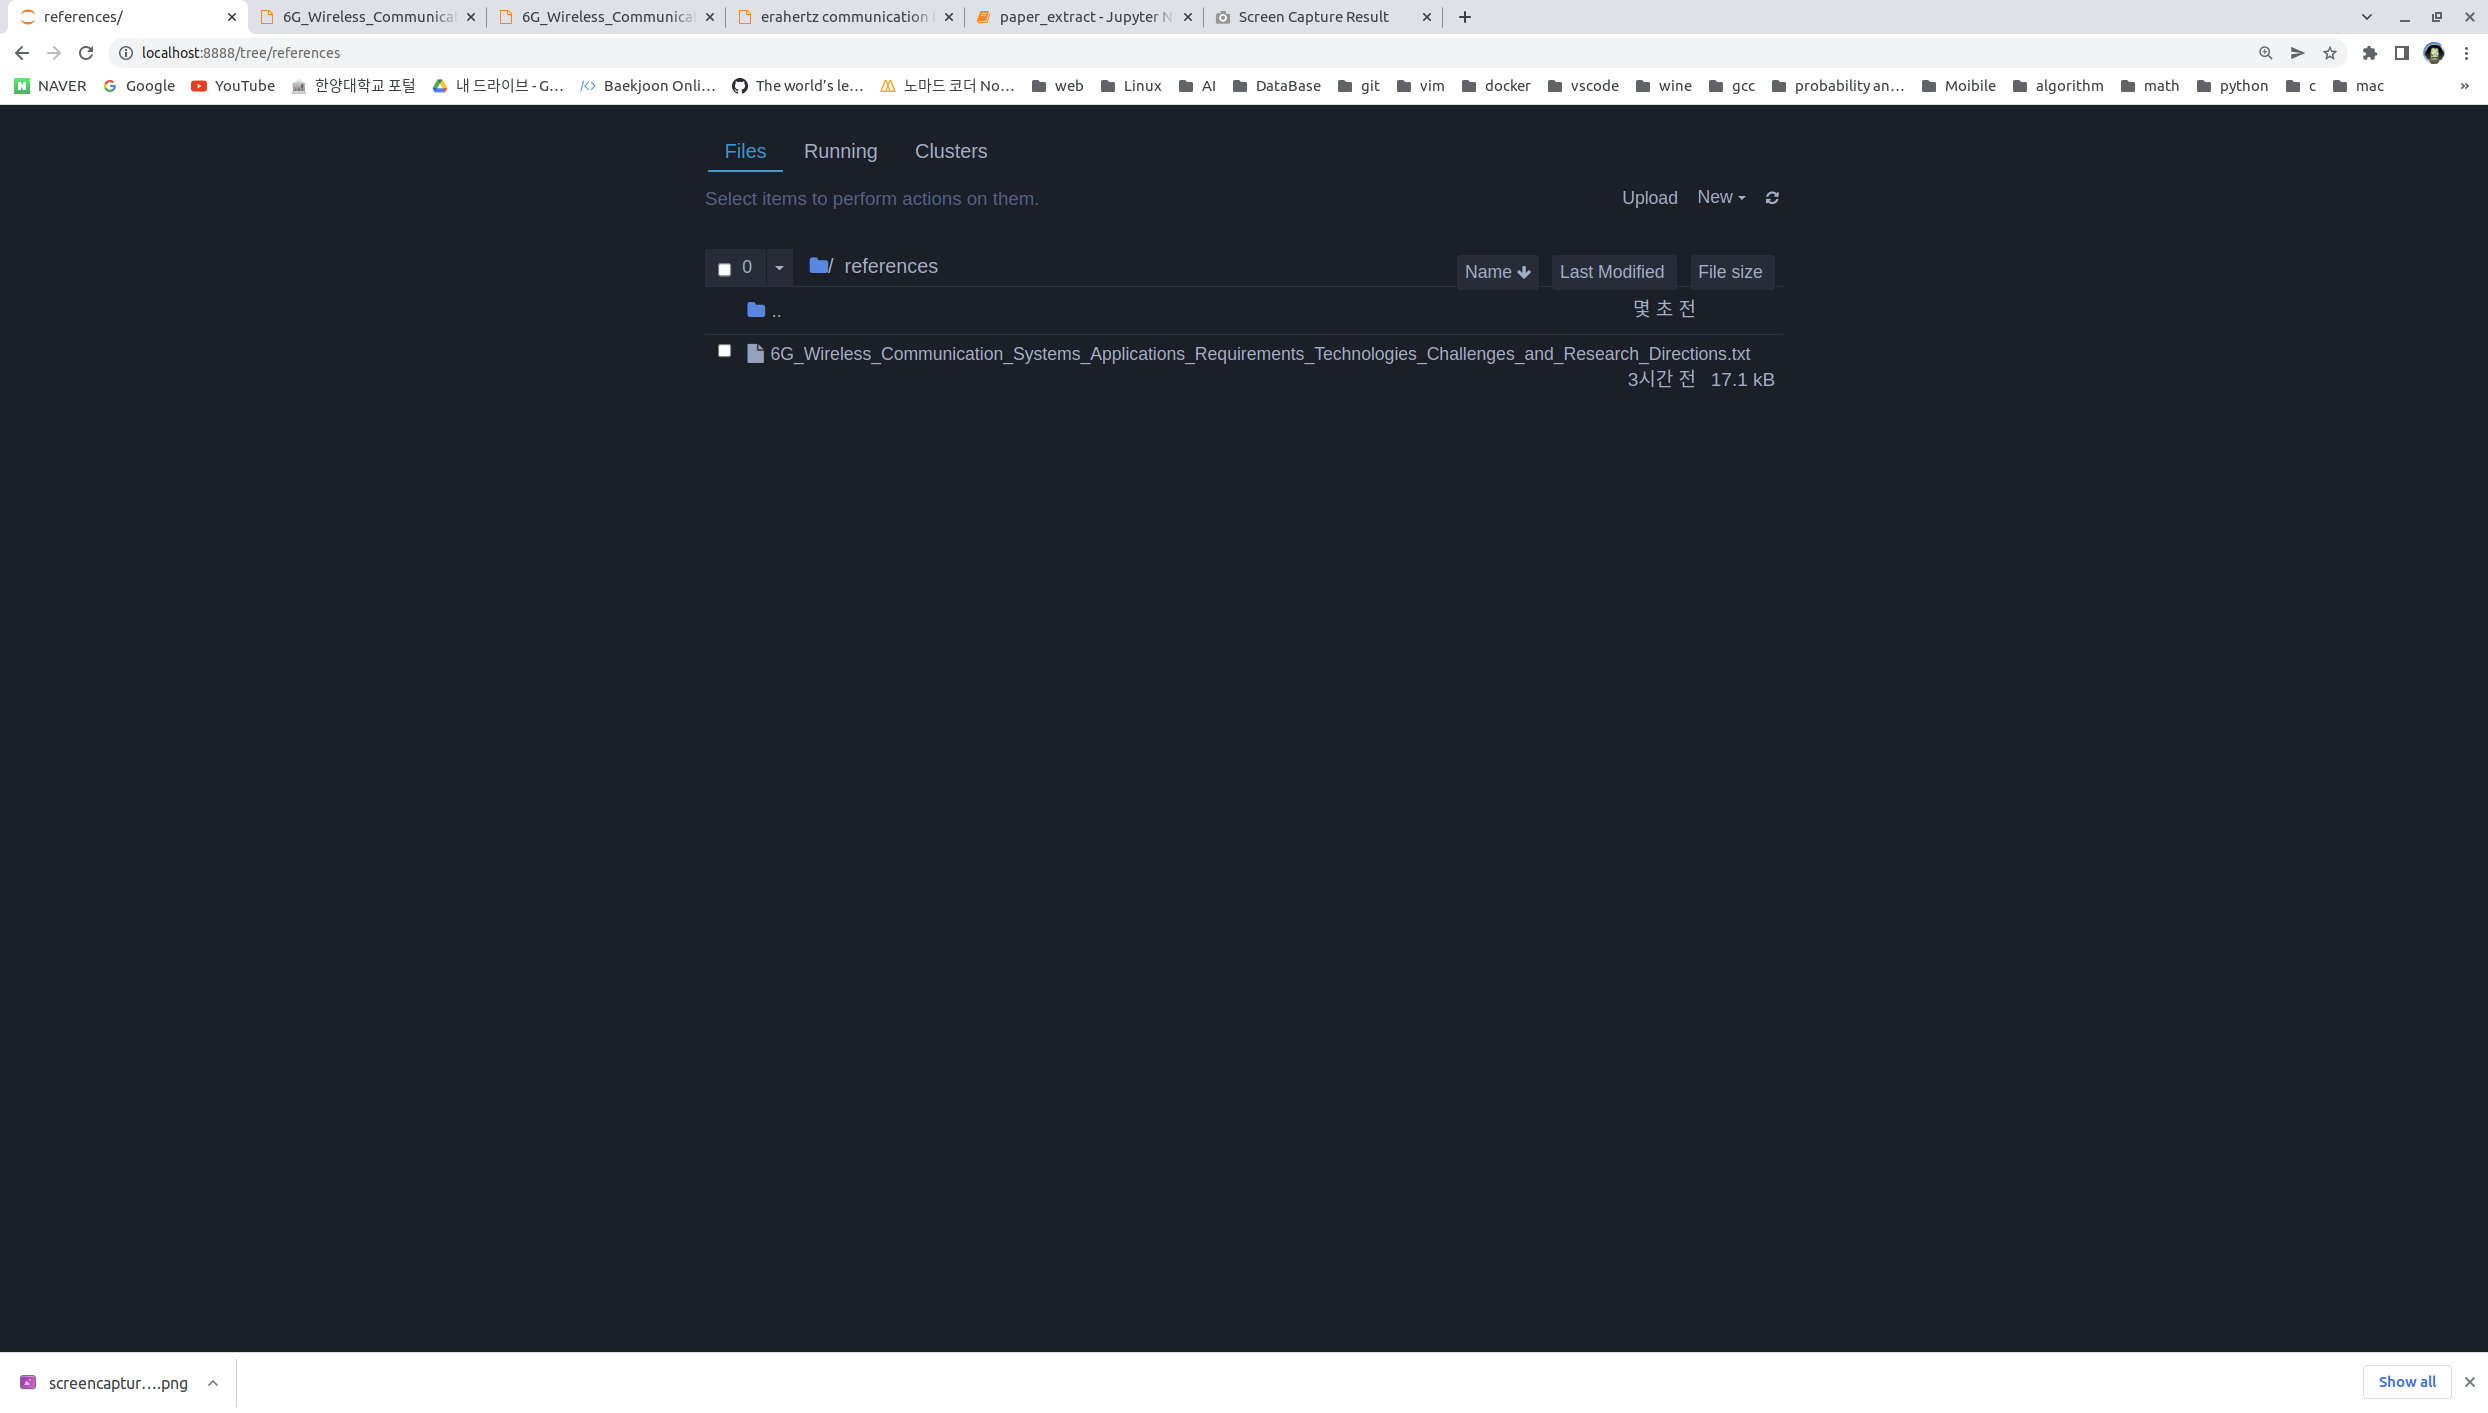 references/
6G_Wireless_Communicat
6G_Wireless_Communicat
erahertz communication
paper_extract - Jupyter N
Screen Capture Result
localhost:8888/tree/references
NAVER
Google
YouTube
한양대학교 포털
내 드라이브 - G…
Baekjoon Onli…
The world’s le…
노마드 코더 No…
web
Linux
AI
DataBase
git
vim
docker
vscode
wine
gcc
probability an…
Moibile
algorithm
math
python
c
mac
»
Files
Running
Clusters
Select items to perform actions on them.
Upload
New
0
/ references
Name
Last Modified
File size
..
몇 초 전
6G_Wireless_Communication_Systems_Applications_Requirements_Technologies_Challenges_and_Research_Directions.txt
3시간 전
17.1 kB
screencaptur….png
Show all